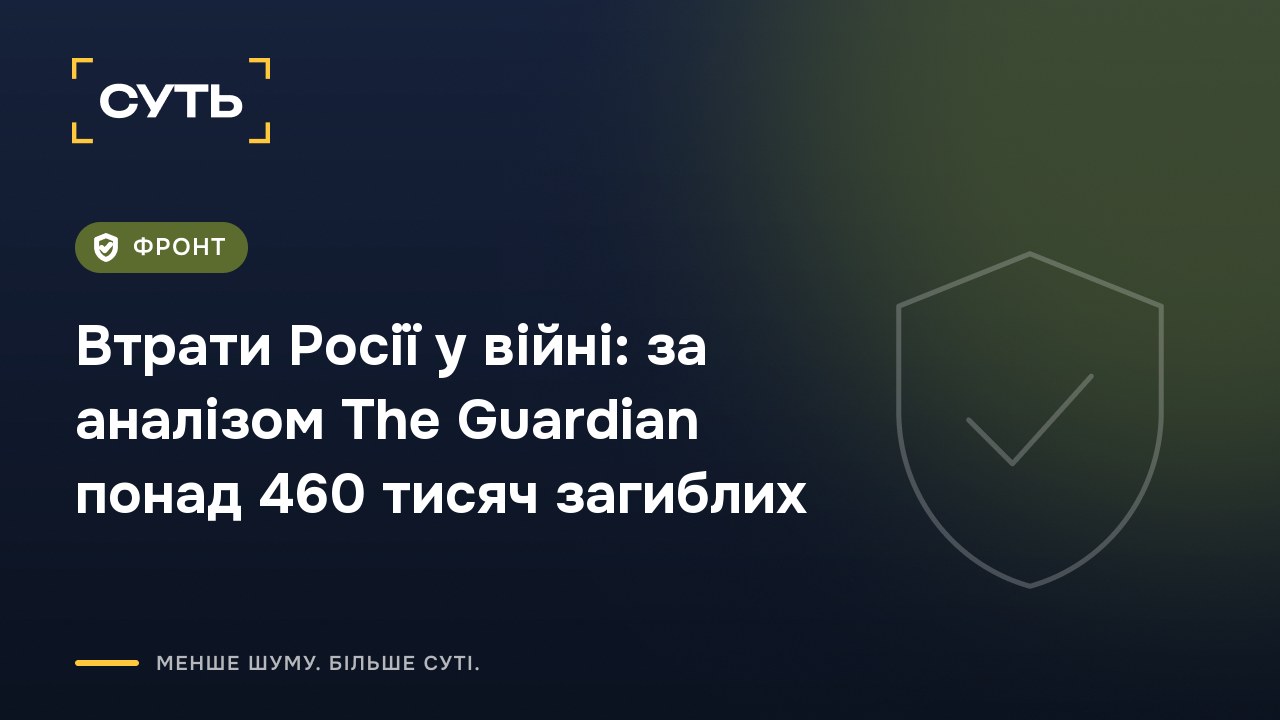 СУТЬ
ФРОНТ
Втрати Росії у війні: за
аналізом The Guardian
понад 460 тисяч загиблих
МЕНШЕ ШУМУ. БІЛЬШЕ СУТІ.